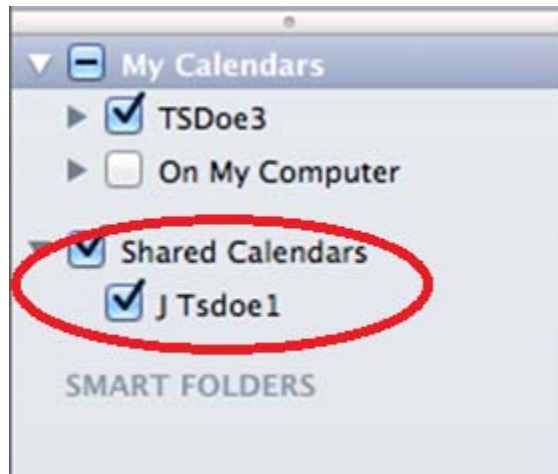 My Calendars
TSDoe3
On My Computer
Shared Calendars
J Tsdoe1
SMART FOLDERS